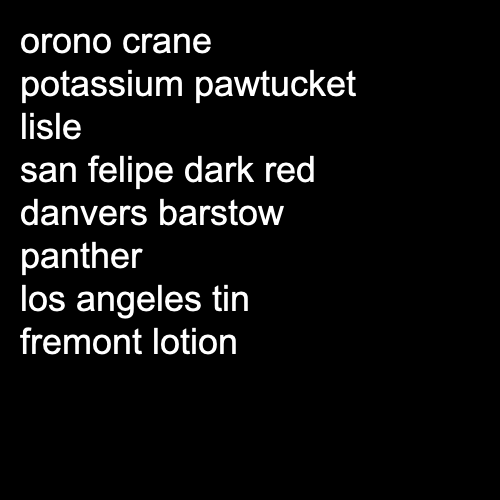 orono crane
potassium pawtucket
lisle
san felipe dark red
danvers barstow
panther
los angeles tin
fremont lotion